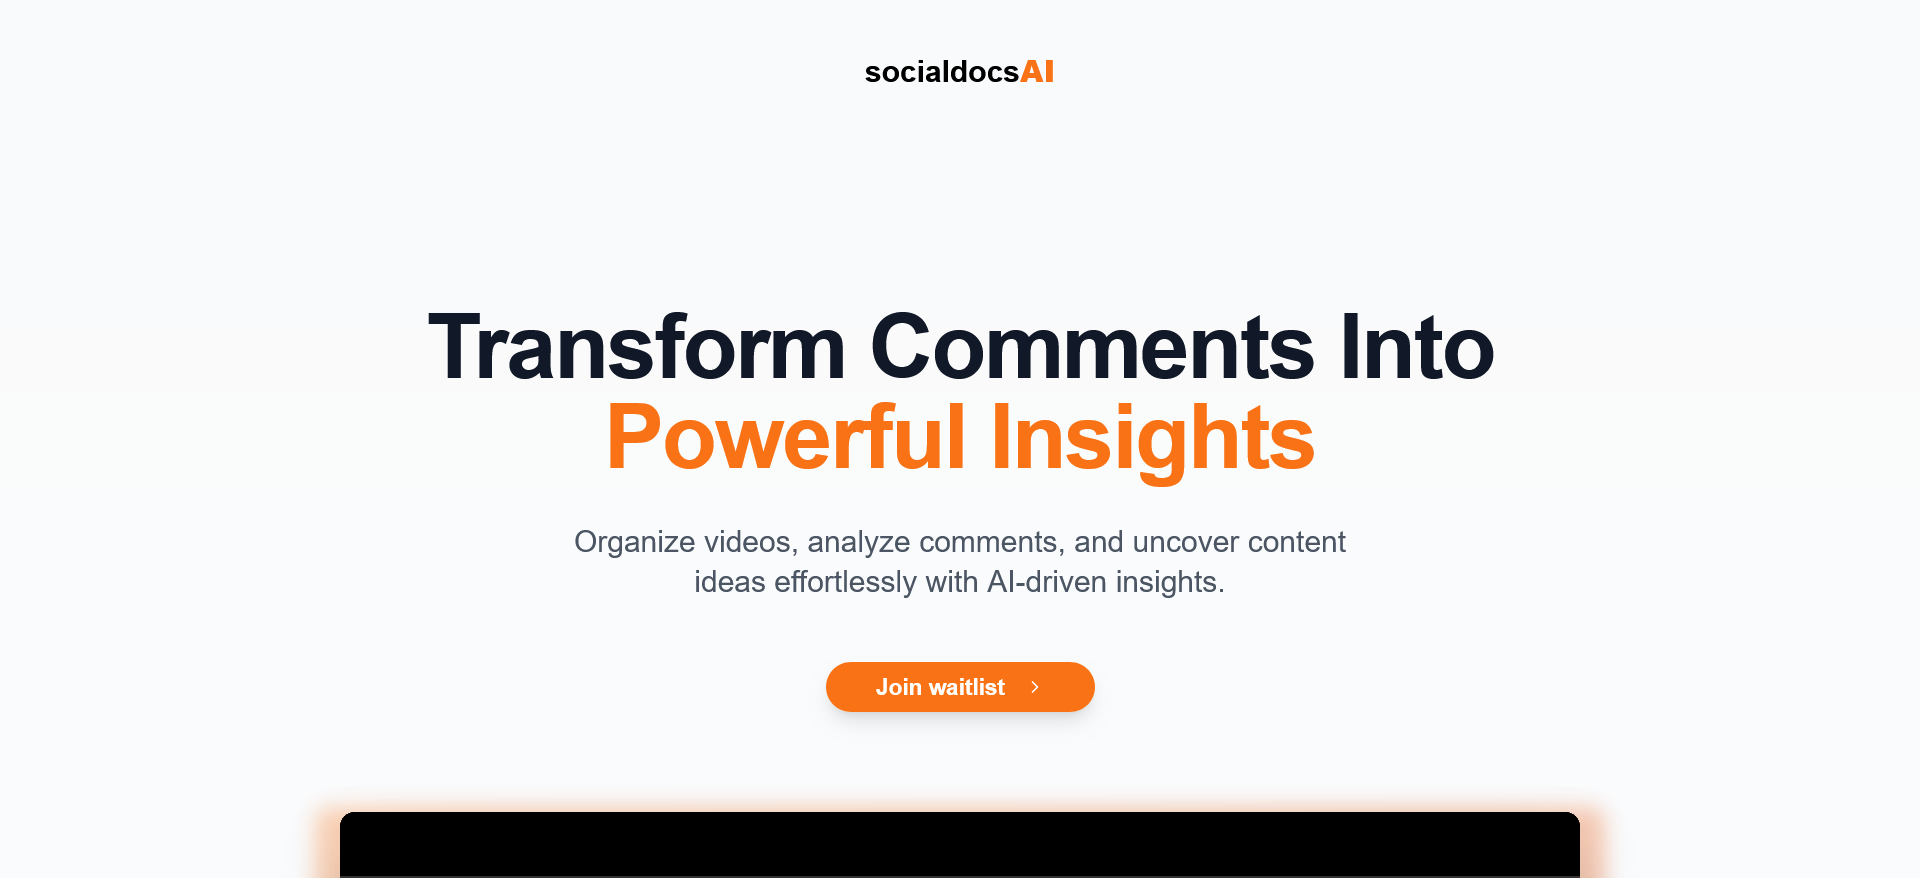 socialdocsAI
Transform Comments Into
Powerful Insights
Organize videos, analyze comments, and uncover content
ideas effortlessly with AI-driven insights.
Join waitlist